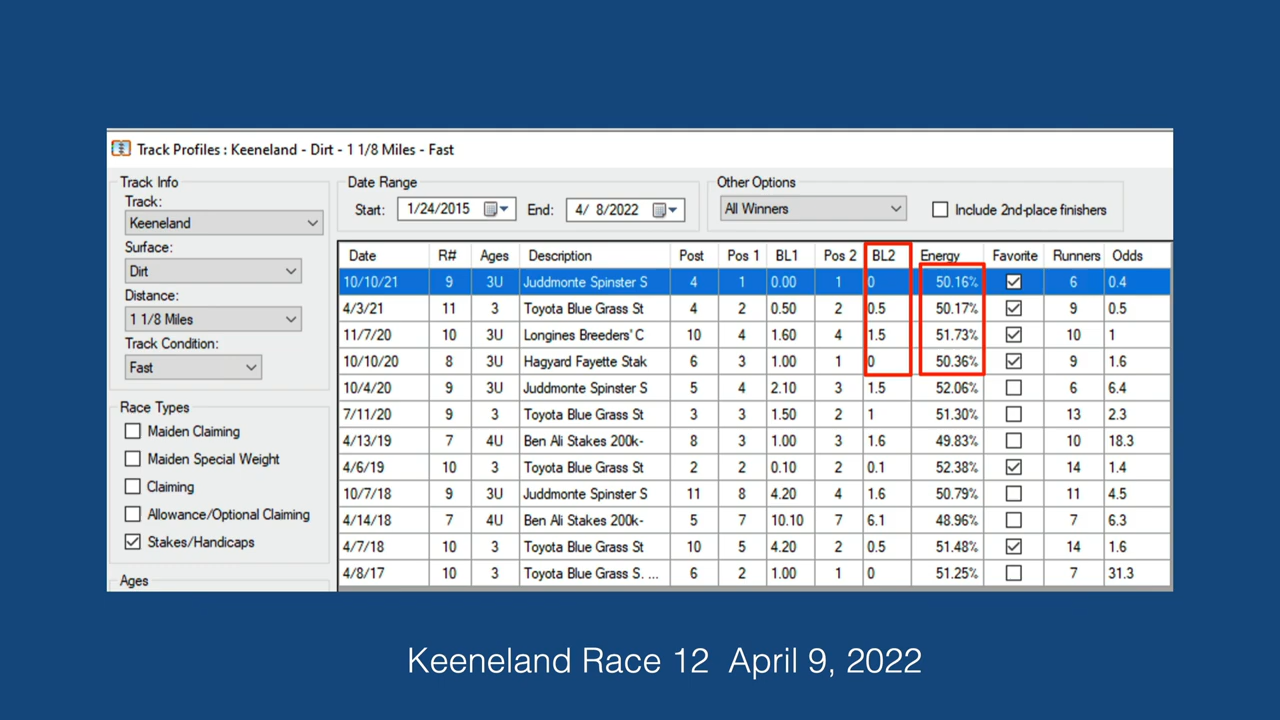 Track Profiles : Keeneland - Dirt - 1 1/8 Miles - Fast
Track Info
Track:
Keeneland
Surface:
Dirt
Distance:
1 1/8 Miles
Track Condition:
Fast
Race Types
Maiden Claiming
Maiden Special Weight
Claiming
Allowance/Optional Claiming
Stakes/Handicaps
Ages
Date Range
Start: 1/24/2015 End: 4/ 8/2022
Other Options
All Winners Include 2nd-place finishers
Date R# Ages Description Post Pos 1 BL1 Pos 2 BL2 Energy Favorite Runners Odds
10/10/21 9 3U Juddmonte Spinster S 4 1 0.00 1 0 50.16% 6 0.4
4/3/21 11 3 Toyota Blue Grass St 4 2 0.50 2 0.5 50.17% 9 0.5
11/7/20 10 3U Longines Breeders' C 10 4 1.60 4 1.5 51.73% 10 1
10/10/20 8 3U Hagyard Fayette Stak 6 3 1.00 1 0 50.36% 9 1.6
10/4/20 9 3U Juddmonte Spinster S 5 4 2.10 3 1.5 52.06% 6 6.4
7/11/20 9 3 Toyota Blue Grass St 3 3 1.50 2 1 51.30% 13 2.3
4/13/19 7 4U Ben Ali Stakes 200k- 8 3 1.00 3 1.6 49.83% 10 18.3
4/6/19 10 3 Toyota Blue Grass St 2 2 0.10 2 0.1 52.38% 14 1.4
10/7/18 9 3U Juddmonte Spinster S 11 8 4.20 4 1.6 50.79% 11 4.5
4/14/18 7 4U Ben Ali Stakes 200k- 5 7 10.10 2 6.1 48.96% 7 6.3
4/7/18 10 3 Toyota Blue Grass St 10 5 4.20 2 0.5 51.48% 14 1.6
4/8/17 10 3 Toyota Blue Grass S. ... 6 2 1.00 1 0 51.25% 7 31.3
Keeneland Race 12 April 9, 2022